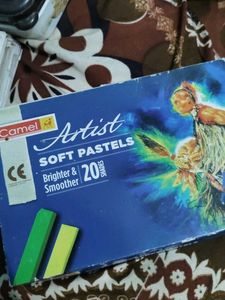 Camel
Artist
SOFT PASTELS
Brighter &
Smoother
20
SHADES
CE